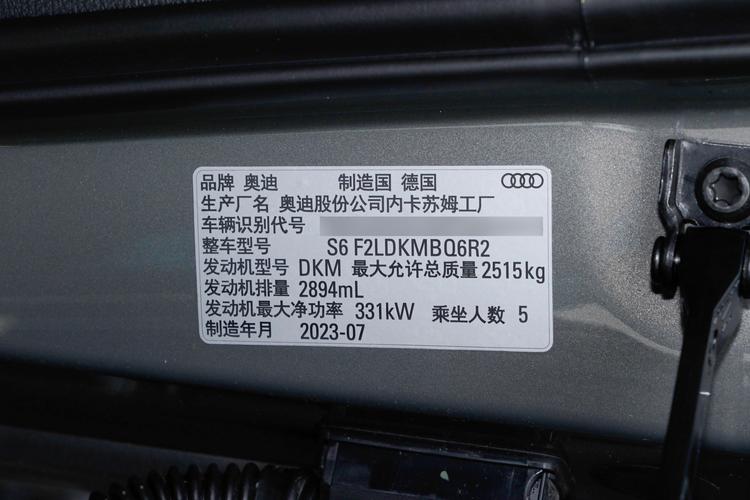 品牌 奥迪 制造国 德国
生产厂名 奥迪股份公司内卡苏姆工厂
车辆识别代号
整车型号 S6 F2LDKMBQ6R2
发动机型号 DKM 最大允许总质量 2515kg
发动机排量 2894mL
发动机最大净功率 331kW 乘坐人数 5
制造年月 2023-07